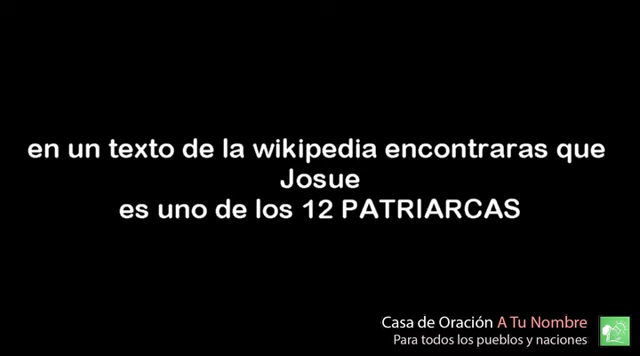 en un texto de la wikipedia encontraras que
Josue
es uno de los 12 PATRIARCAS
Casa de Oración A Tu Nombre
Para todos los pueblos y naciones